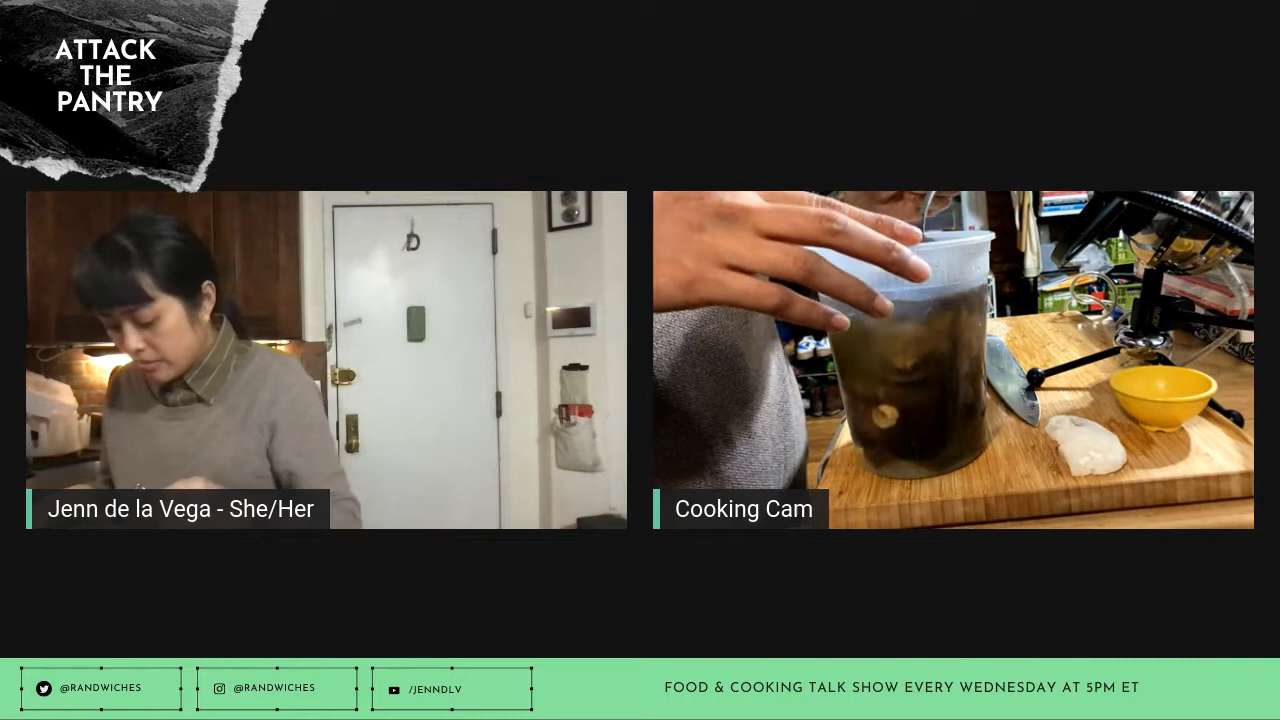 ATTACK
THE
PANTRY
D
Jenn de la Vega - She/Her
Cooking Cam
@RANDWICHES
@RANDWICHES
/JENNDLV
FOOD & COOKING TALK SHOW EVERY WEDNESDAY AT 5PM ET